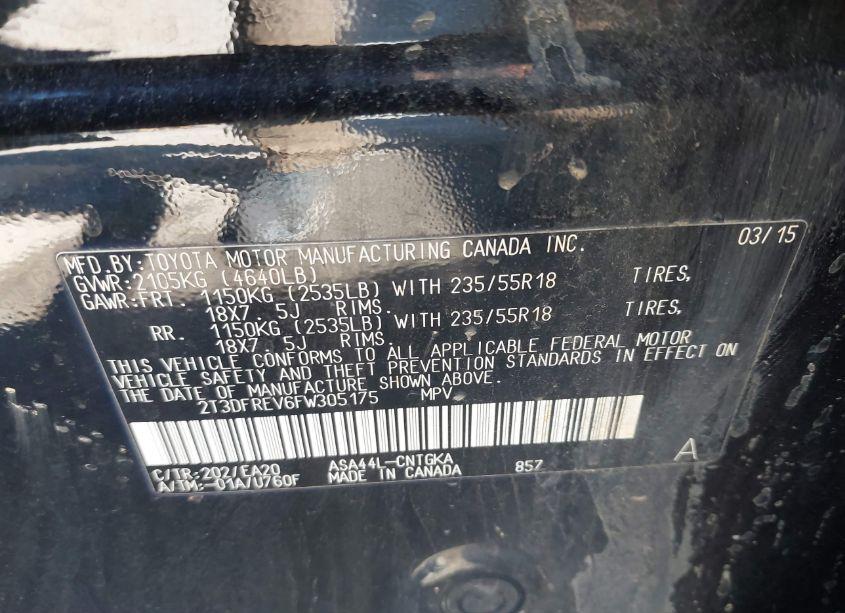 MFD.BY:TOYOTA MOTOR MANUFACTURING CANADA INC. 03/15
GVWR:2105KG (4640LB)
GAWR:FRT. 1150KG (2535LB) WITH 235/55R18 TIRES,
18X7.5J RIMS.
RR. 1150KG (2535LB) WITH 235/55R18 TIRES,
18X7.5J RIMS.
THIS VEHICLE CONFORMS TO ALL APPLICABLE FEDERAL MOTOR
VEHICLE SAFETY AND THEFT PREVENTION STANDARDS IN EFFECT ON
THE DATE OF MANUFACTURE SHOWN ABOVE.
2T3DFREV6FW305175 MPV
C/TR:202/EA20 ASA44L-CNTGKA 857 A
A/TM:-01A/U760F MADE IN CANADA